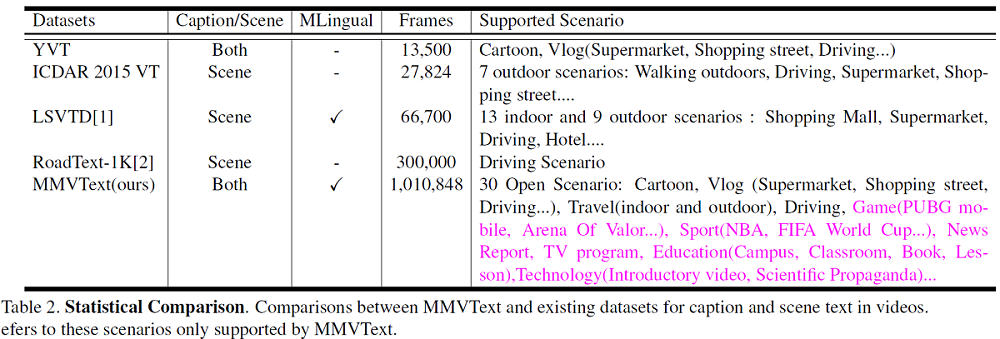 Datasets Caption/Scene MLingual Frames Supported Scenario
YVT Both - 13,500 Cartoon, Vlog(Supermarket, Shopping street, Driving...)
ICDAR 2015 VT Scene - 27,824 7 outdoor scenarios: Walking outdoors, Driving, Supermarket, Shop-
ping street....
LSVTD[1] Scene ✓ 66,700 13 indoor and 9 outdoor scenarios : Shopping Mall, Supermarket,
Driving, Hotel....
RoadText-1K[2] Scene - 300,000 Driving Scenario
MMVText(ours) Both ✓ 1,010,848 30 Open Scenario: Cartoon, Vlog (Supermarket, Shopping street,
Driving...), Travel(indoor and outdoor), Driving, Game(PUBG mo-
bile, Arena Of Valor...), Sport(NBA, FIFA World Cup...), News
Report, TV program, Education(Campus, Classroom, Book, Les-
son),Technology(Introductory video, Scientific Propaganda)...
Table 2. Statistical Comparison. Comparisons between MMVText and existing datasets for caption and scene text in videos.
efers to these scenarios only supported by MMVText.